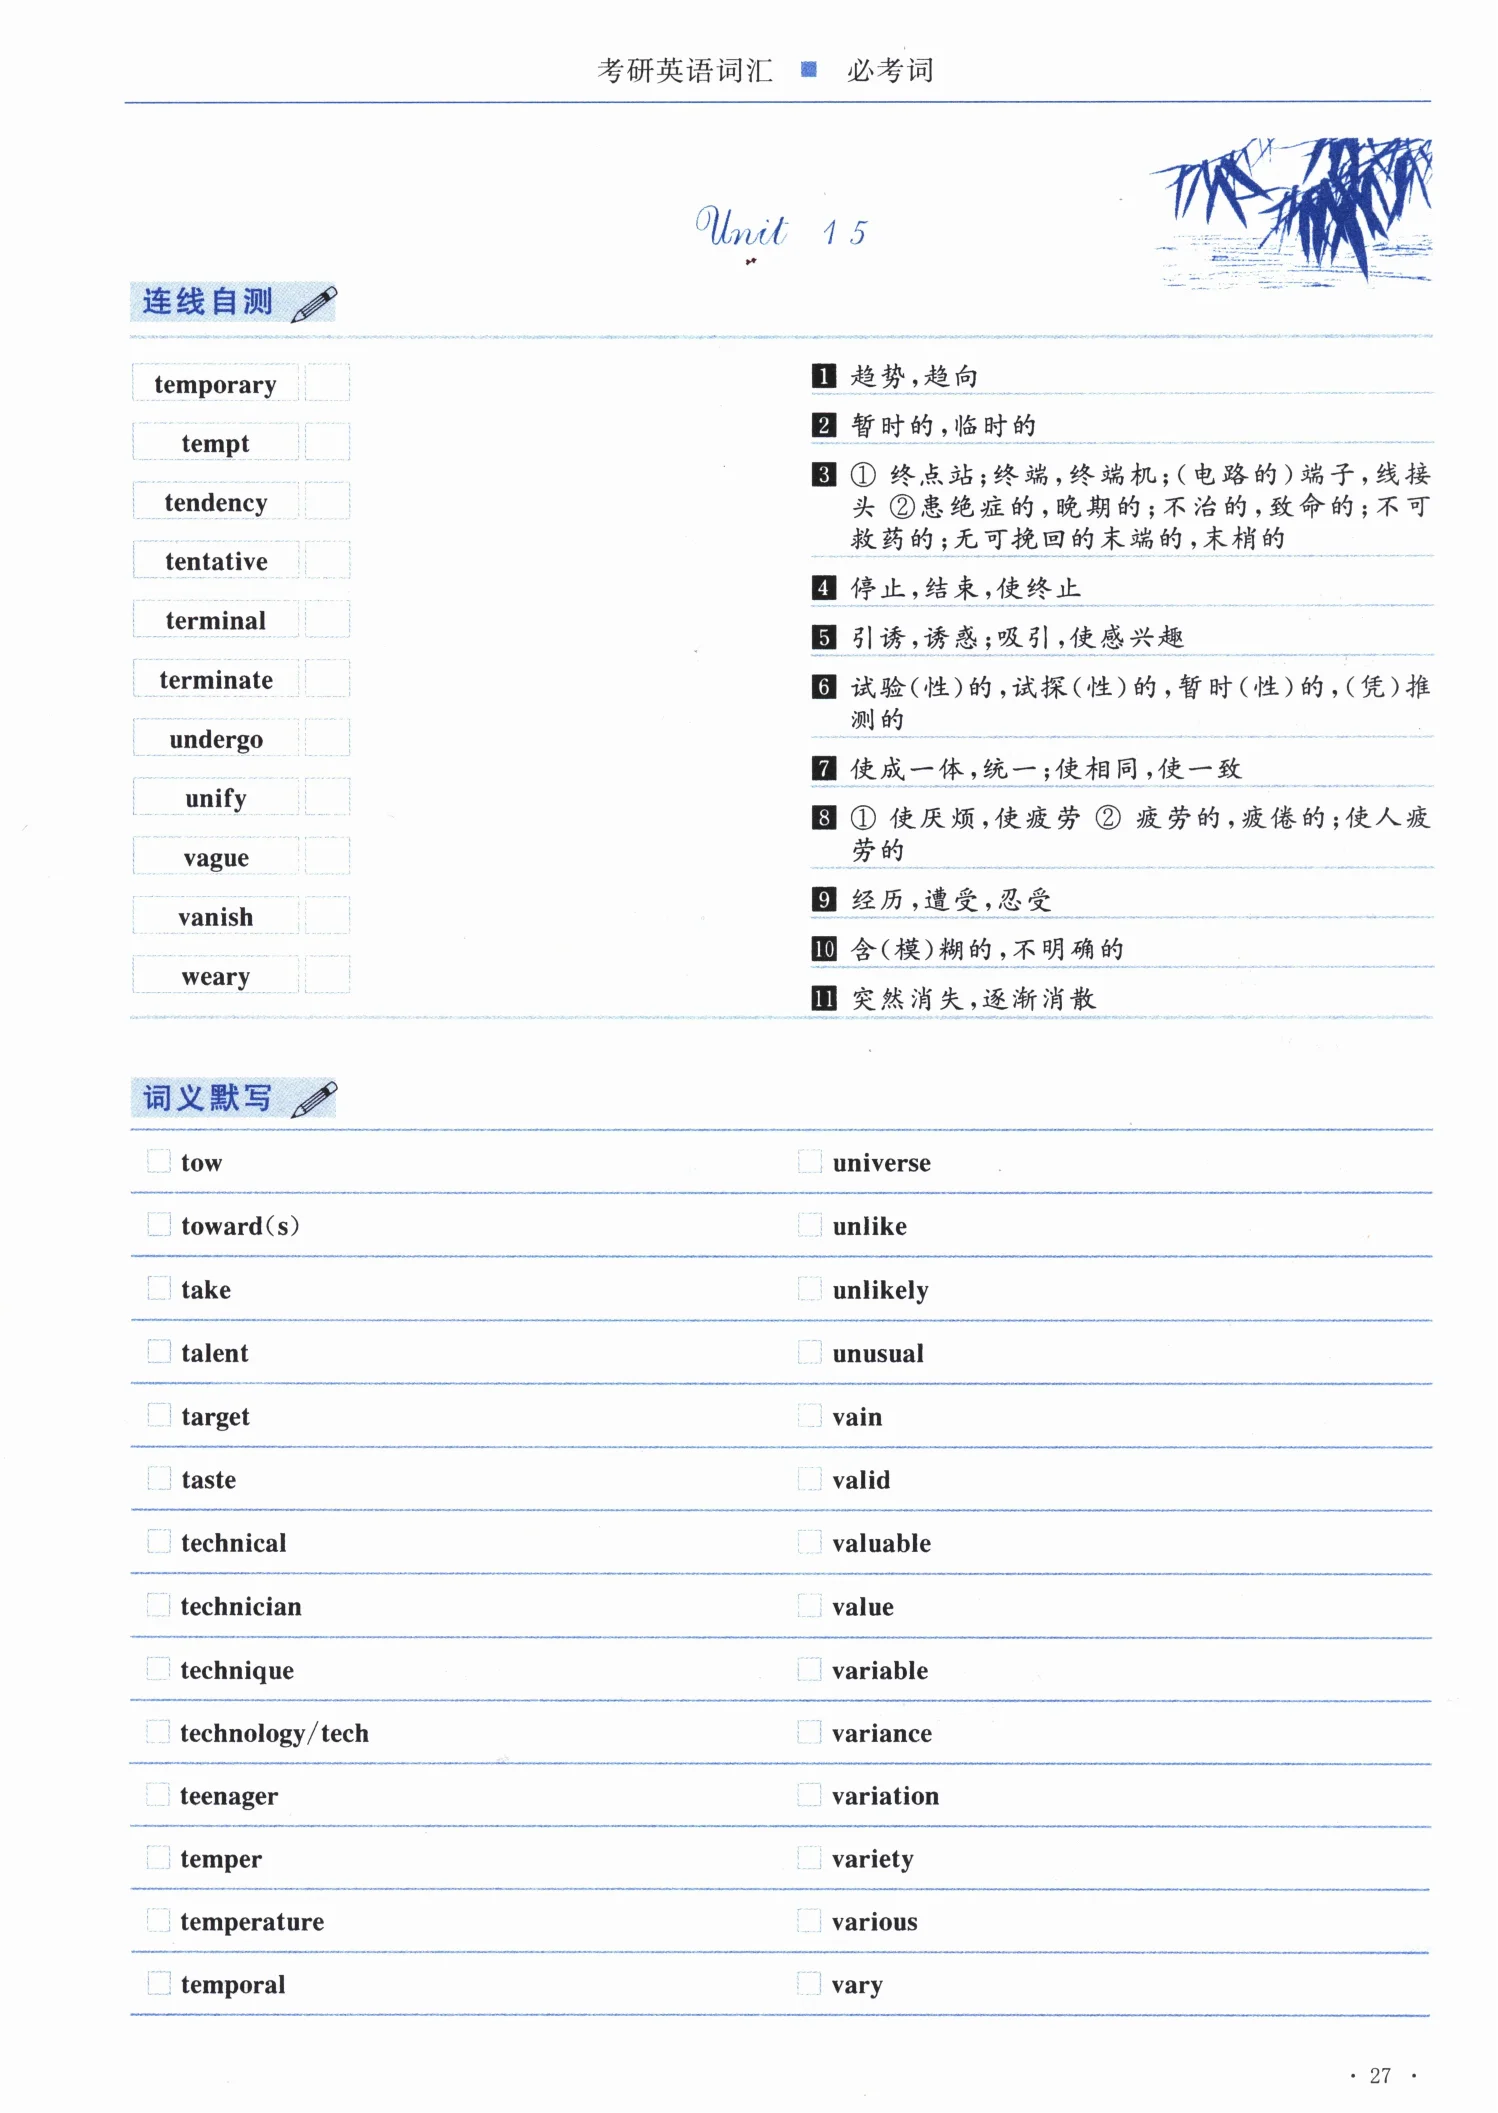 考研英语词汇 ■ 必考词
Unit 15
连线自测
temporary
tempt
tendency
tentative
terminal
terminate
undergo
unify
vague
vanish
weary
1 趋势,趋向
2 暂时的,临时的
3 ① 终点站;终端,终端机;(电路的)端子,线接
头 ②患绝症的,晚期的;不治的,致命的;不可
救药的;无可挽回的末端的,末梢的
4 停止,结束,使终止
5 引诱,诱惑;吸引,使感兴趣
6 试验(性)的,试探(性)的,暂时(性)的,(凭)推
测的
7 使成一体,统一;使相同,使一致
8 ① 使厌烦,使疲劳 ② 疲劳的,疲倦的;使人疲
劳的
9 经历,遭受,忍受
10 含(模)糊的,不明确的
11 突然消失,逐渐消散
词义默写
tow
toward(s)
take
talent
target
taste
technical
technician
technique
technology/tech
teenager
temper
temperature
temporal
universe
unlike
unlikely
unusual
vain
valid
valuable
value
variable
variance
variation
variety
various
vary
· 27 ·